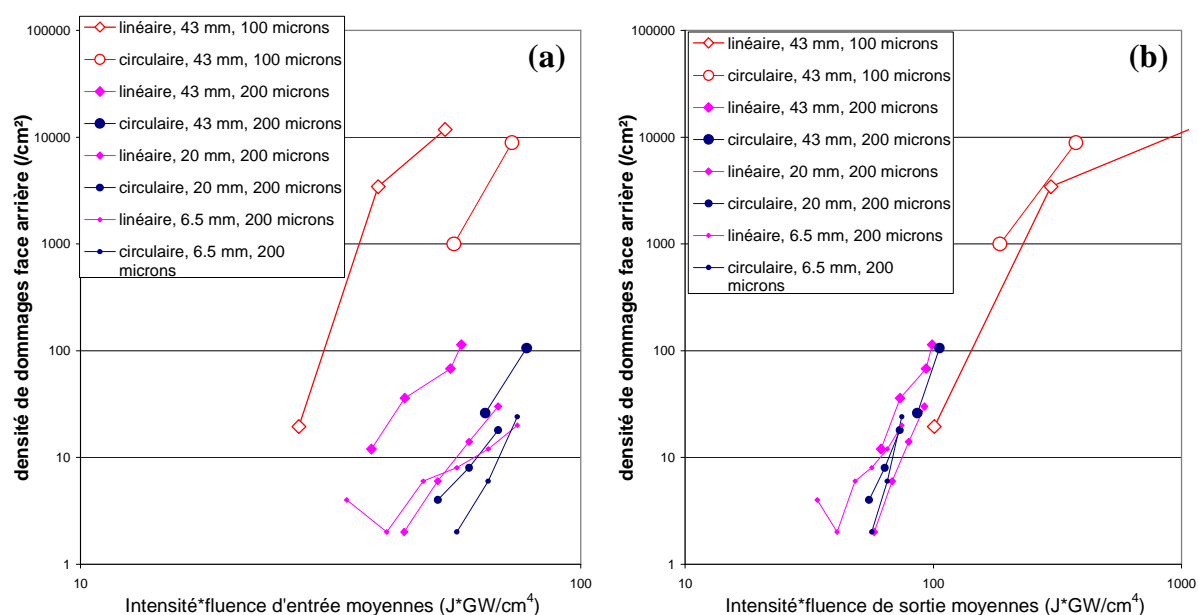 100000
10000
1000
100
10
1
densité de dommages face arrière (/cm²)
linéaire, 43 mm, 100 microns
circulaire, 43 mm, 100 microns
linéaire, 43 mm, 200 microns
circulaire, 43 mm, 200 microns
linéaire, 20 mm, 200 microns
circulaire, 20 mm, 200 microns
linéaire, 6.5 mm, 200 microns
circulaire, 6.5 mm, 200
microns
(a)
10 100
Intensité*fluence d'entrée moyennes (J*GW/cm⁴)
100000
10000
1000
100
10
1
densité de dommages face arrière (/cm²)
linéaire, 43 mm, 100 microns
circulaire, 43 mm, 100 microns
linéaire, 43 mm, 200 microns
circulaire, 43 mm, 200 microns
linéaire, 20 mm, 200 microns
circulaire, 20 mm, 200 microns
linéaire, 6.5 mm, 200 microns
circulaire, 6.5 mm, 200
microns
(b)
10 100 1000
Intensité*fluence de sortie moyennes (J*GW/cm⁴)